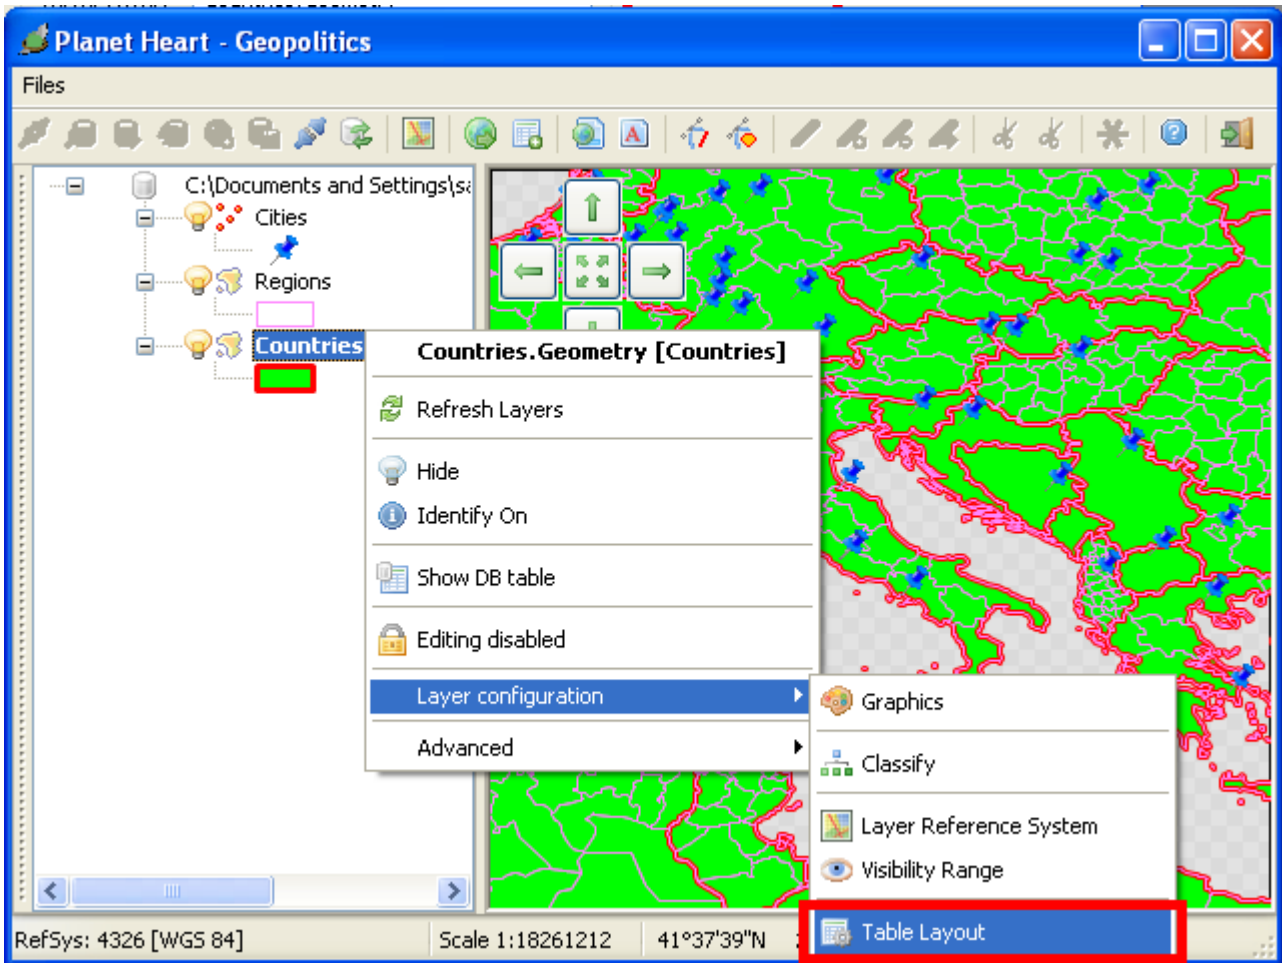 Planet Heart - Geopolitics
Files
C:\Documents and Settings\sa
Cities
Regions
Countries
Countries.Geometry [Countries]
Refresh Layers
Hide
Identify On
Show DB table
Editing disabled
Layer configuration
Advanced
Graphics
Classify
Layer Reference System
Visibility Range
Table Layout
RefSys: 4326 [WGS 84]
Scale 1:18261212
41°37'39"N